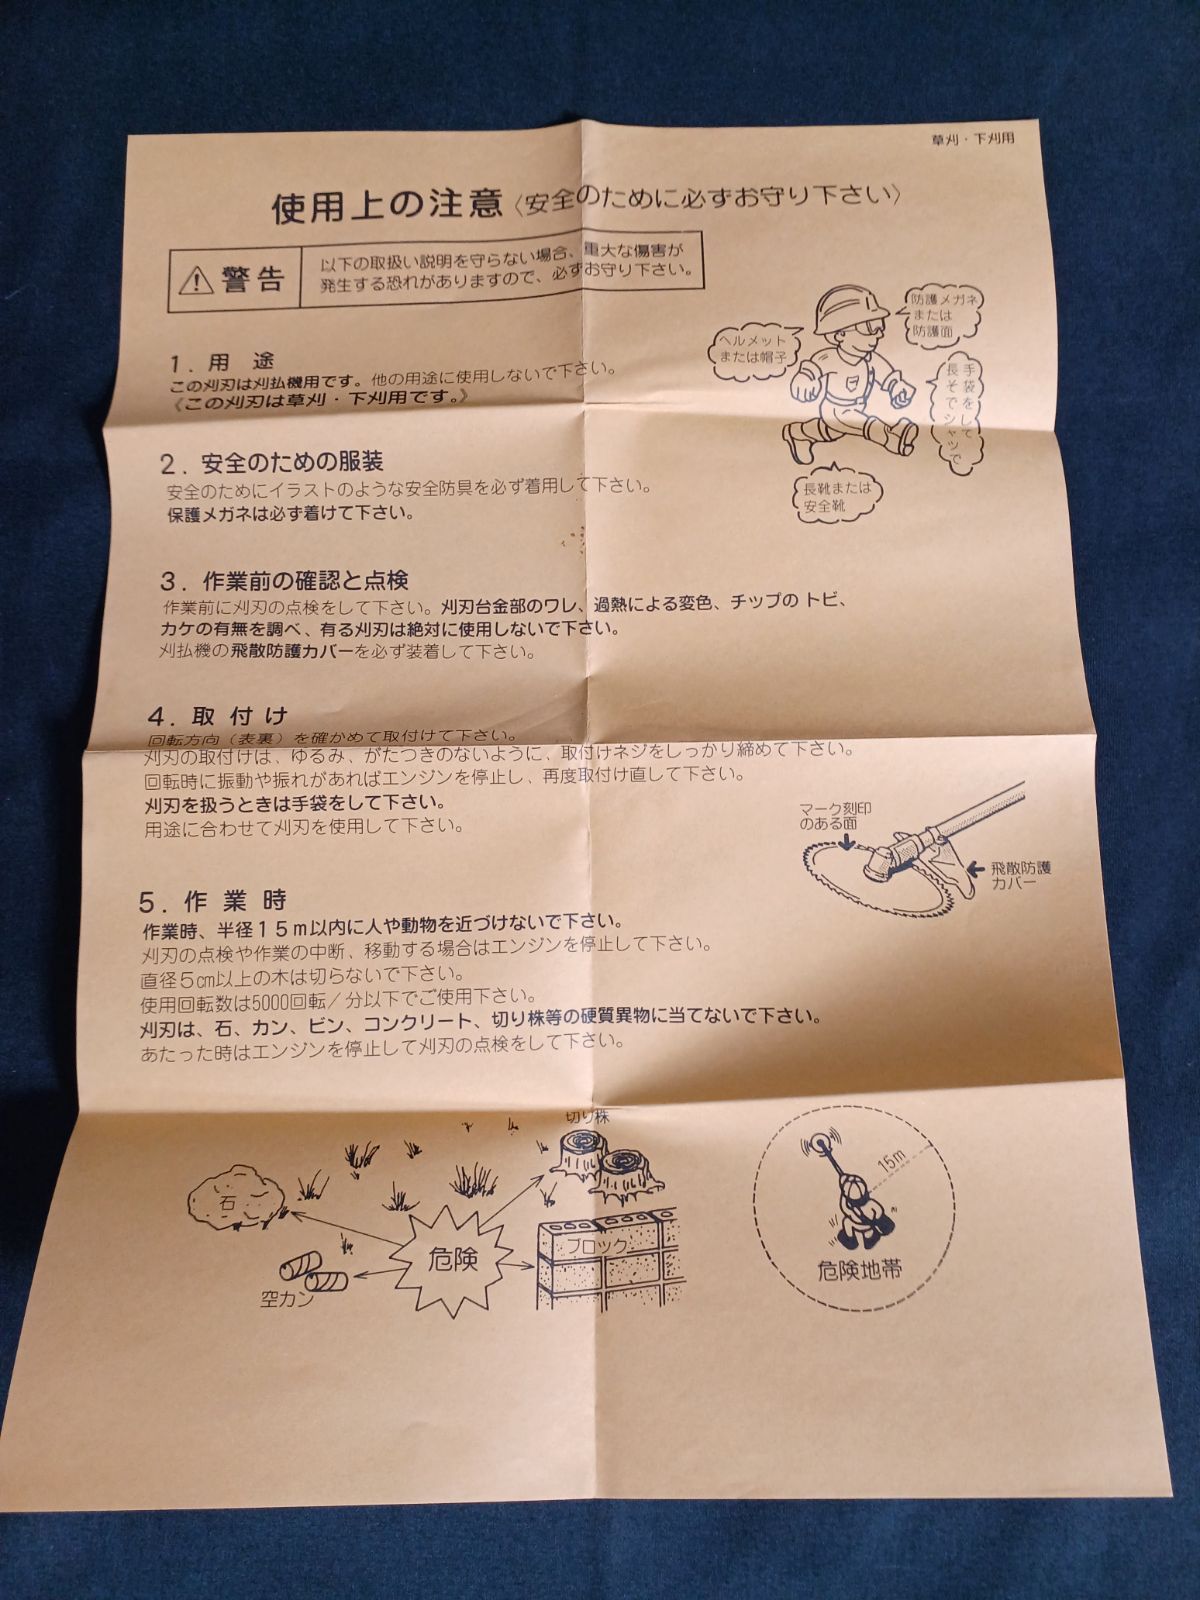 草刈・下刈用
使用上の注意〈安全のために必ずお守り下さい〉
警告
以下の取扱い説明を守らない場合、重大な傷害が
発生する恐れがありますので、必ずお守り下さい。
1. 用途
この刈刃は刈払機用です。他の用途に使用しないで下さい。
《この刈刃は草刈・下刈用です。》
防護メガネ
または
防護面
ヘルメット
または帽子
手袋をして
長そでシャツで
長靴または
安全靴
2. 安全のための服装
安全のためにイラストのような安全防具を必ず着用して下さい。
保護メガネは必ず着けて下さい。
3. 作業前の確認と点検
作業前に刈刃の点検をして下さい。刈刃台金部のワレ、過熱による変色、チップのトビ、
カケの有無を調べ、有る刈刃は絶対に使用しないで下さい。
刈払機の飛散防護カバーを必ず装着して下さい。
4. 取付け
回転方向(表裏)を確かめて取付けて下さい。
刈刃の取付けは、ゆるみ、がたつきのないように、取付けネジをしっかり締めて下さい。
回転時に振動や振れがあればエンジンを停止し、再度取付け直して下さい。
刈刃を扱うときは手袋をして下さい。
用途に合わせて刈刃を使用して下さい。
マーク刻印
のある面
飛散防護
カバー
5. 作業時
作業時、半径15m以内に人や動物を近づけないで下さい。
刈刃の点検や作業の中断、移動する場合はエンジンを停止して下さい。
直径5cm以上の木は切らないで下さい。
使用回転数は5000回転/分以下でご使用下さい。
刈刃は、石、カン、ビン、コンクリート、切り株等の硬質異物に当てないで下さい。
あたった時はエンジンを停止して刈刃の点検をして下さい。
切り株
石
危険
ブロック
空カン
15m
危険地帯